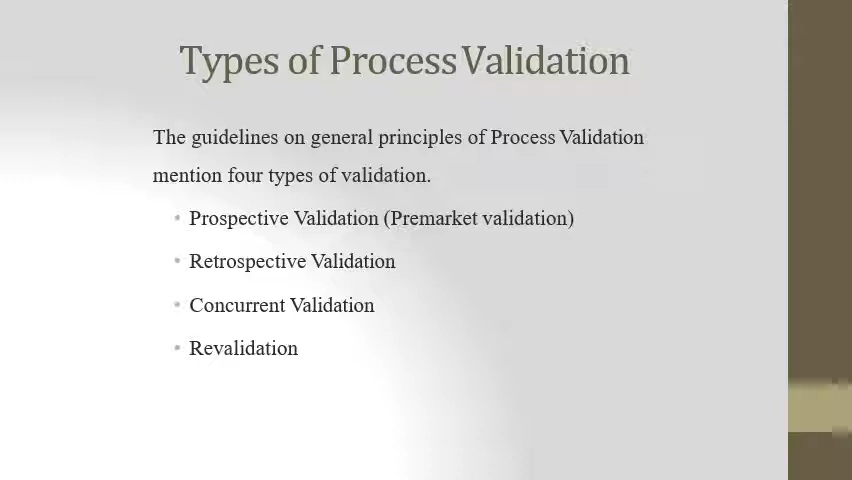 Types of Process Validation
The guidelines on general principles of Process Validation
mention four types of validation.
• Prospective Validation (Premarket validation)
• Retrospective Validation
• Concurrent Validation
• Revalidation